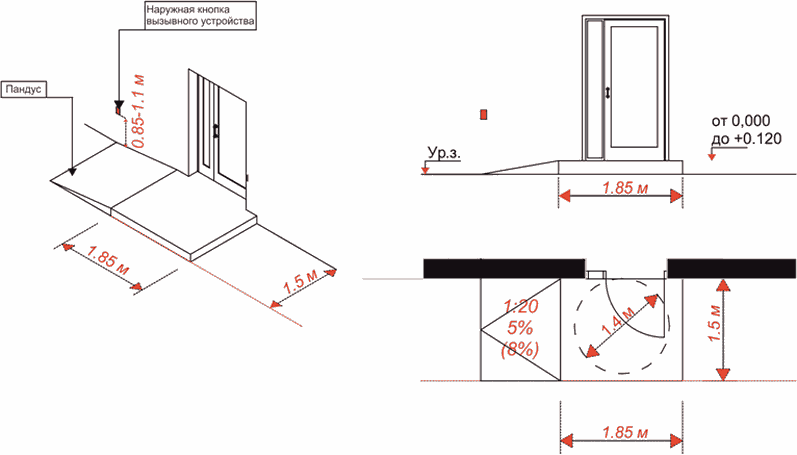 Наружная кнопка
вызывного устройства
Пандус
0.85-1.1 м
1.85 м
1.5 м
Ур.з.
от 0,000
до +0.120
1.85 м
1:20
5%
(8%)
1.4 м
1.5 м
1.85 м